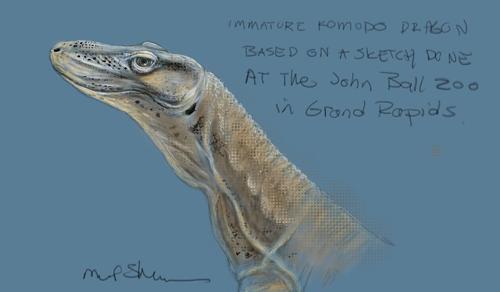 IMMATURE KOMODO DRAGON
BASED ON A SKETCH DONE
AT The John Ball ZOO
in Grand Rapids.